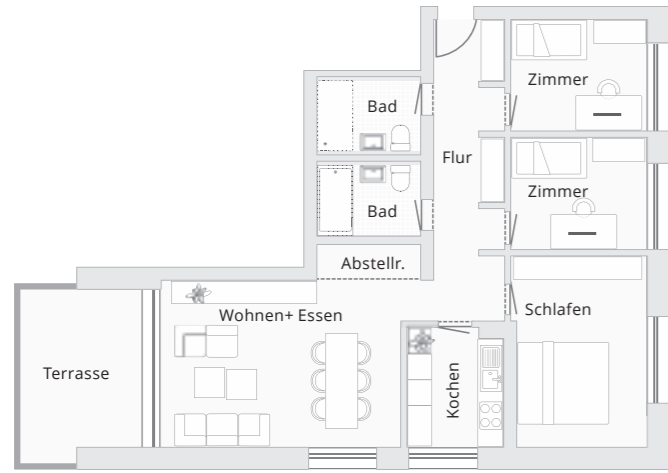 Zimmer
Bad
Flur
Zimmer
Bad
Abstellr.
Wohnen+ Essen
Schlafen
Terrasse
Kochen